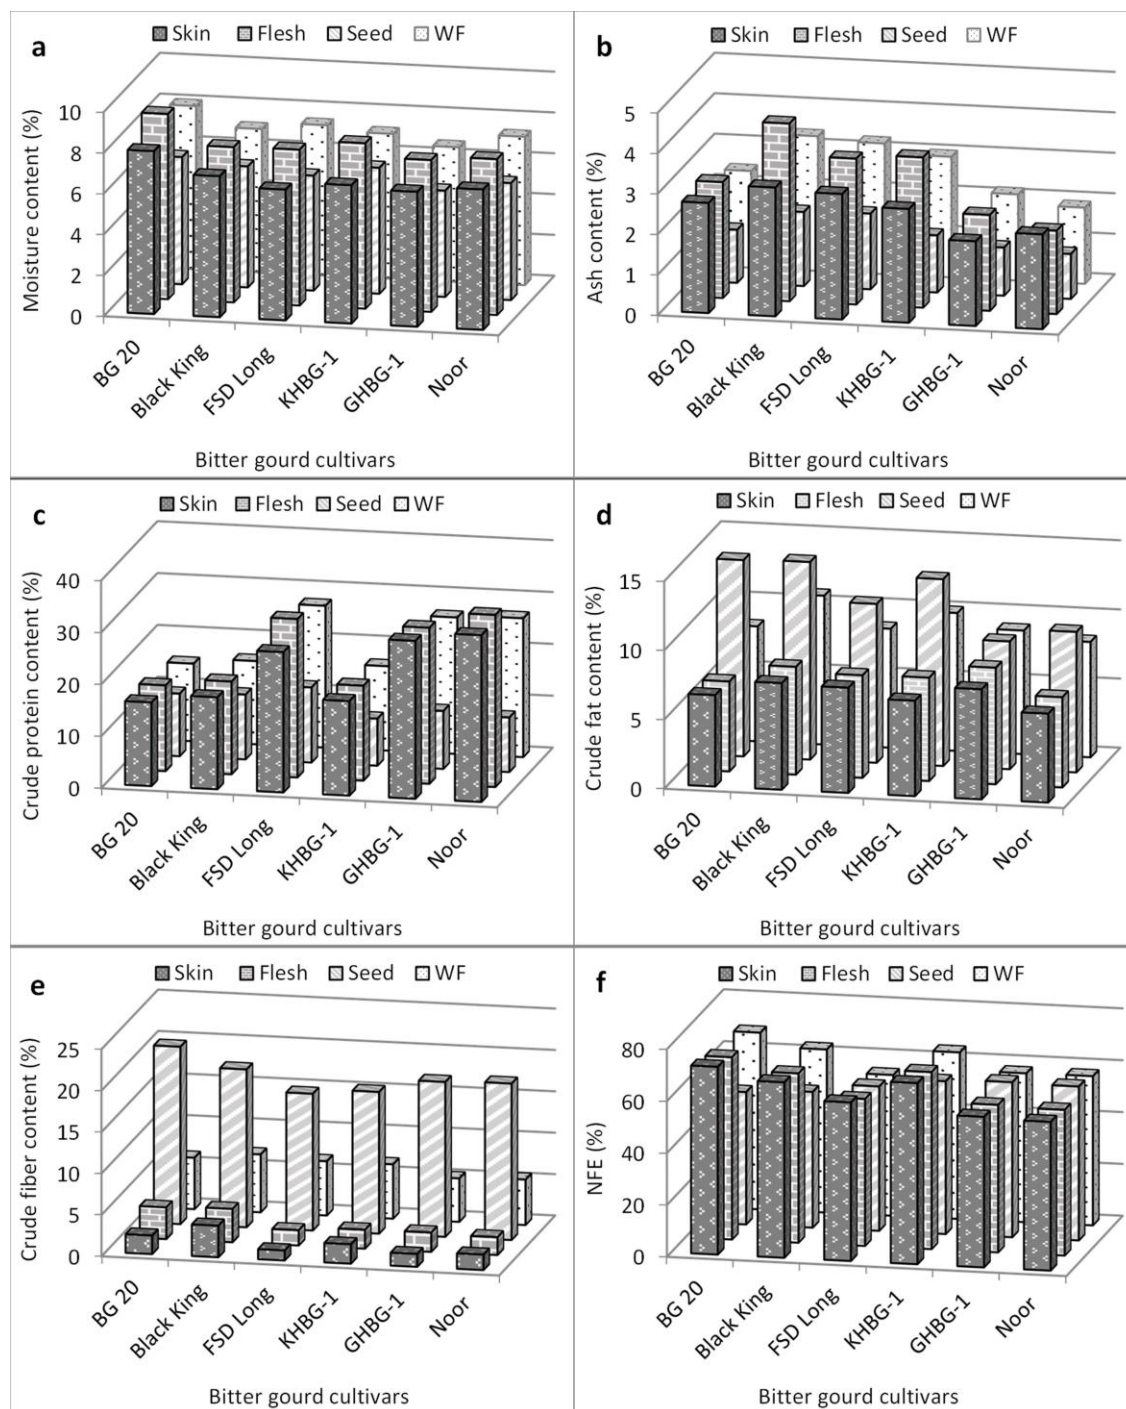 a
Skin Flesh Seed WF
Moisture content (%)
10
8
6
4
2
0
BG 20
Black King
FSD Long
KHBG-1
GHBG-1
Noor
Bitter gourd cultivars
b
Skin Flesh Seed WF
Ash content (%)
5
4
3
2
1
0
BG 20
Black King
FSD Long
KHBG-1
GHBG-1
Noor
Bitter gourd cultivars
c
Skin Flesh Seed WF
Crude protein content (%)
40
30
20
10
0
BG 20
Black King
FSD Long
KHBG-1
GHBG-1
Noor
Bitter gourd cultivars
d
Skin Flesh Seed WF
Crude fat content (%)
15
10
5
0
BG 20
Black King
FSD Long
KHBG-1
GHBG-1
Noor
Bitter gourd cultivars
e
Skin Flesh Seed WF
Crude fiber content (%)
25
20
15
10
5
0
BG 20
Black King
FSD Long
KHBG-1
GHBG-1
Noor
Bitter gourd cultivars
f
Skin Flesh Seed WF
NFE (%)
80
60
40
20
0
BG 20
Black King
FSD Long
KHBG-1
GHBG-1
Noor
Bitter gourd cultivars